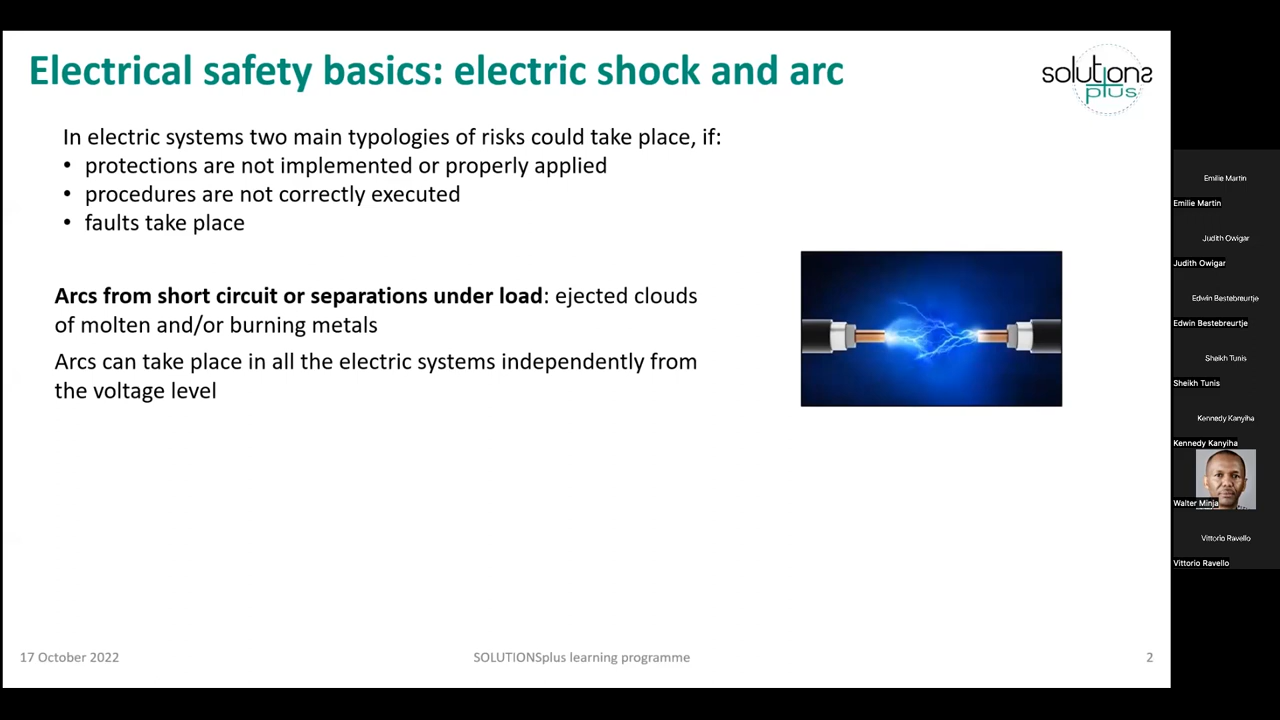 Electrical safety basics: electric shock and arc
solutions
plus
In electric systems two main typologies of risks could take place, if:
• protections are not implemented or properly applied
• procedures are not correctly executed
• faults take place
Arcs from short circuit or separations under load: ejected clouds
of molten and/or burning metals
Arcs can take place in all the electric systems independently from
the voltage level
17 October 2022
SOLUTIONSplus learning programme
2
Emilie Martin
Emilie Martin
Judith Owigar
Judith Owigar
Edwin Bestebreurtje
Edwin Bestebreurtje
Sheikh Tunis
Sheikh Tunis
Kennedy Kanyiha
Kennedy Kanyiha
Walter Minja
Vittorio Ravello
Vittorio Ravello